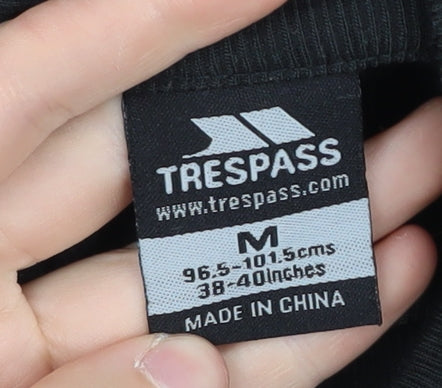 TRESPASS
www.trespass.com
M
96.5-101.5cms
38-40Inches
MADE IN CHINA